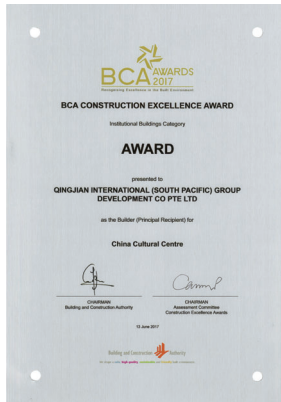 BCA AWARDS
2017
Recognising Excellence in the Built Environment
BCA CONSTRUCTION EXCELLENCE AWARD
Institutional Buildings Category
AWARD
presented to
QINGJIAN INTERNATIONAL (SOUTH PACIFIC) GROUP
DEVELOPMENT CO PTE LTD
as the Builder (Principal Recipient) for
China Cultural Centre
CHAIRMAN
Building and Construction Authority
CHAIRMAN
Assessment Committee
Construction Excellence Awards
13 June 2017
Building and Construction Authority